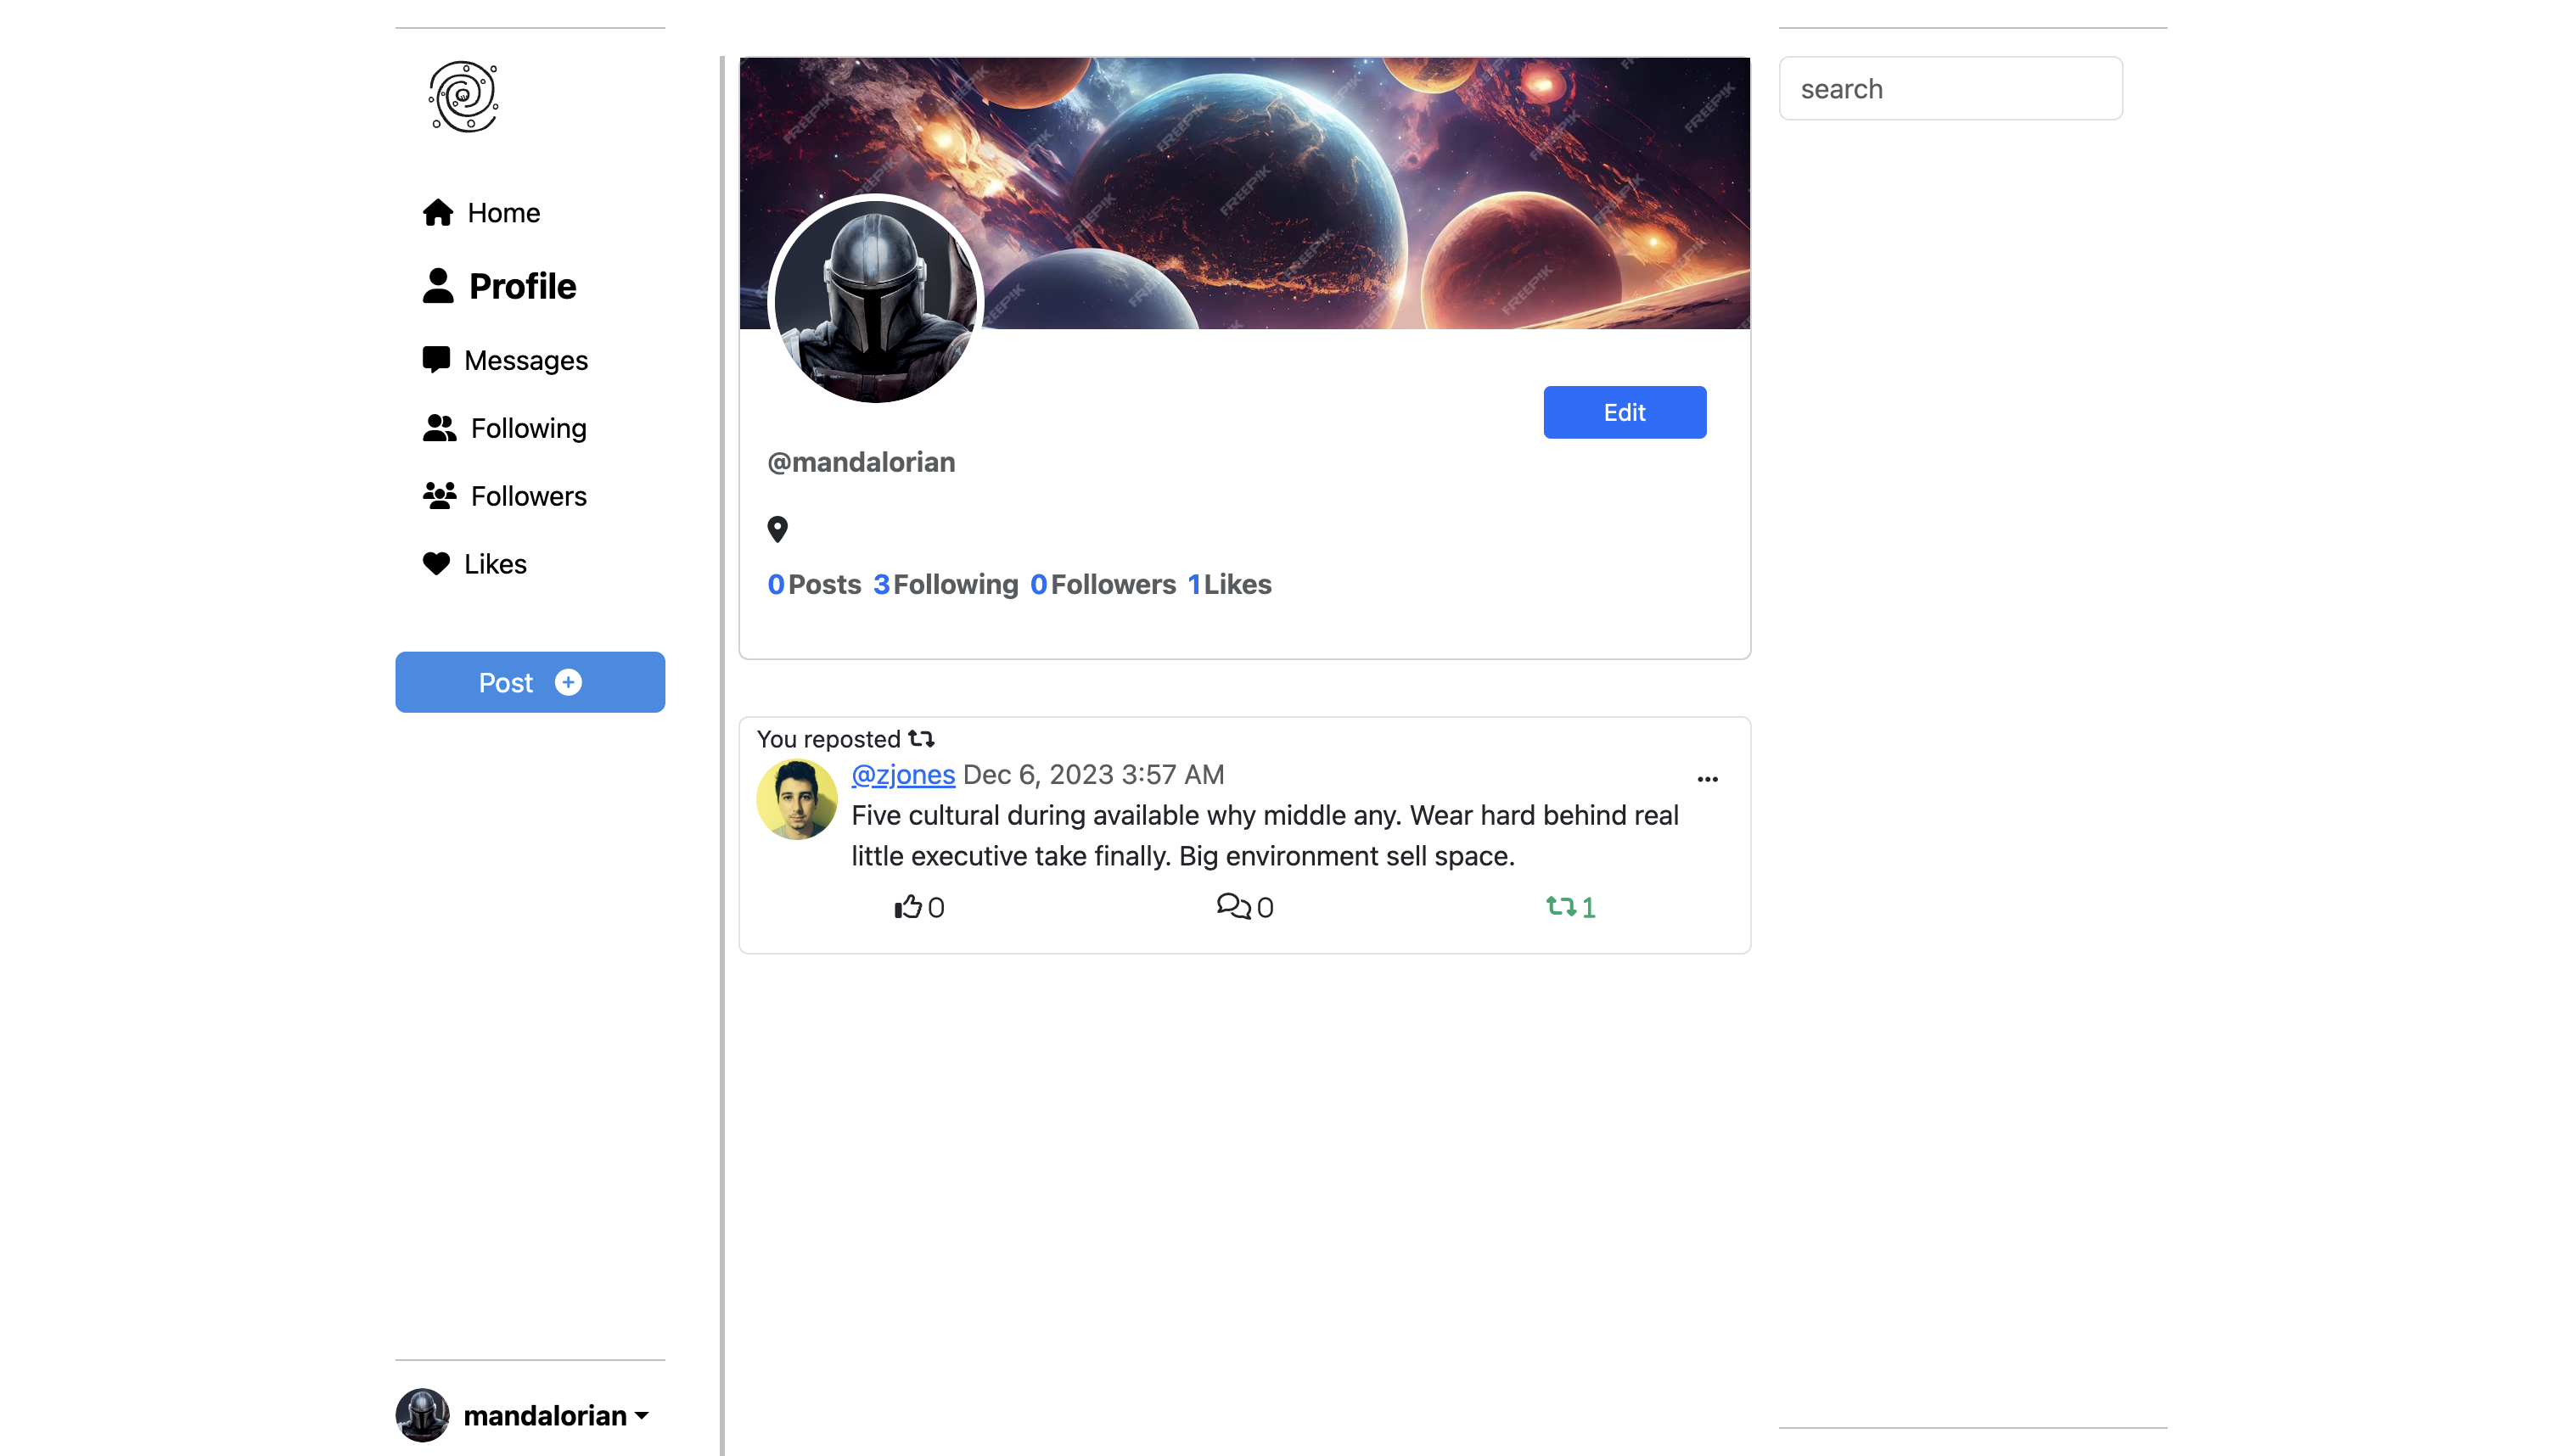 Home
Profile
Messages
Following
Followers
Likes
Post
mandalorian
FREEPIK
Edit
@mandalorian
0 Posts 3 Following 0 Followers 1 Likes
You reposted
@zjones Dec 6, 2023 3:57 AM
Five cultural during available why middle any. Wear hard behind real
little executive take finally. Big environment sell space.
0 0 1
search